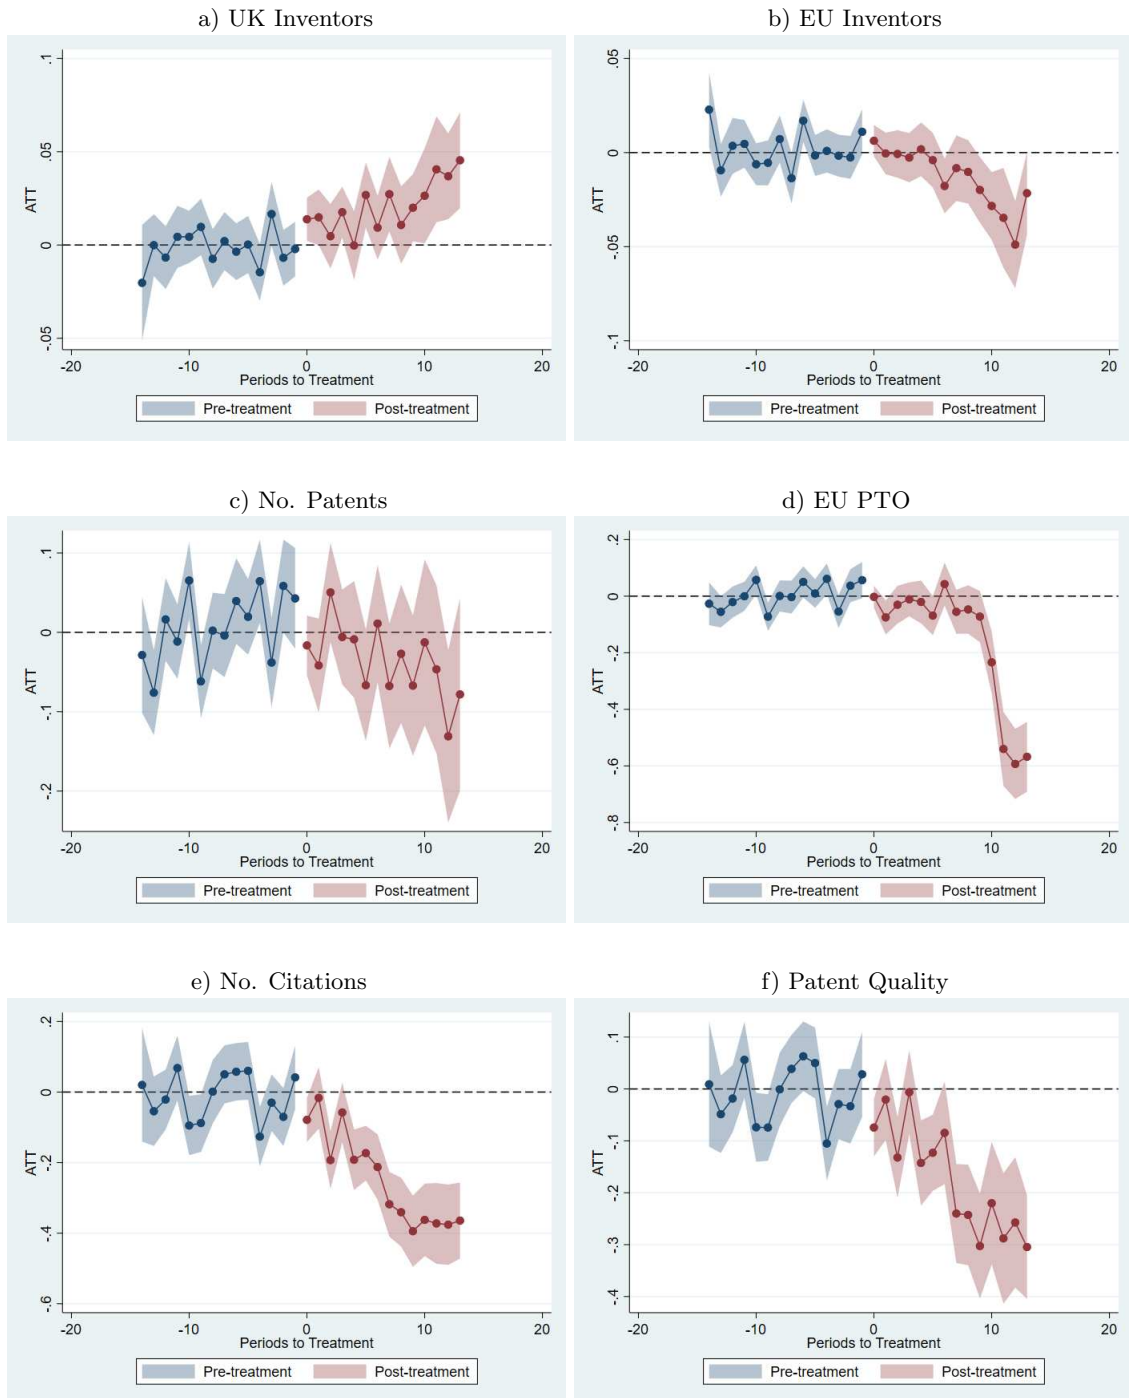 a) UK Inventors
.1
.05
0
-.05
ATT
-20 -10 0 10 20
Periods to Treatment
Pre-treatment Post-treatment
b) EU Inventors
.05
0
-.05
-.1
ATT
-20 -10 0 10 20
Periods to Treatment
Pre-treatment Post-treatment
c) No. Patents
.1
0
-.1
-.2
ATT
-20 -10 0 10 20
Periods to Treatment
Pre-treatment Post-treatment
d) EU PTO
.2
0
-.2
-.4
-.6
-.8
ATT
-20 -10 0 10 20
Periods to Treatment
Pre-treatment Post-treatment
e) No. Citations
.2
0
-.2
-.4
-.6
ATT
-20 -10 0 10 20
Periods to Treatment
Pre-treatment Post-treatment
f) Patent Quality
.1
0
-.1
-.2
-.3
-.4
ATT
-20 -10 0 10 20
Periods to Treatment
Pre-treatment Post-treatment